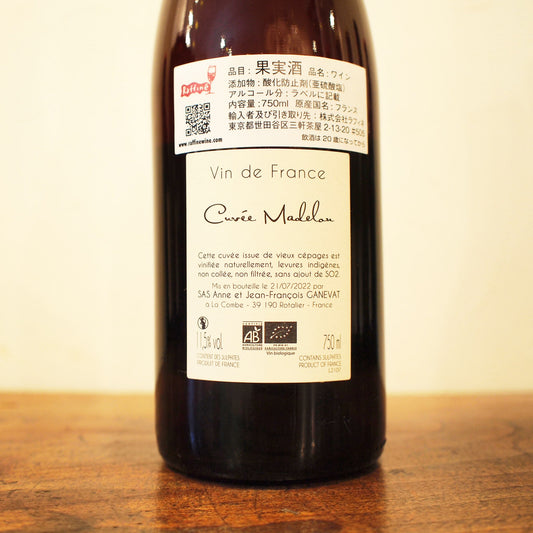 Raffiné
www.raffinewine.com
品目: 果実酒 品名: ワイン
添加物: 酸化防止剤(亜硫酸塩)
アルコール分: ラベルに記載
内容量: 750ml 原産国名: フランス
輸入者及び引き取り先: 株式会社ラフィネ
東京都世田谷区三軒茶屋 2-13-20 #505
飲酒は20歳になってから
Vin de France
Cuvée Madelon
Cette cuvée issue de vieux cépages est
vinifiée naturellement, levures indigènes,
non collée, non filtrée, sans ajout de SO2.
Mis en bouteille le 21/07/2022 par
SAS Anne et Jean-François GANEVAT
a La Combe - 39 190 Rotalier - France
11,5% vol.
AB
AGRICULTURE
BIOLOGIQUE
Vin biologique
750 ml
CONTIENT DES SULPHITES
PRODUIT DE FRANCE
CONTAINS SULPHITES
PRODUCT OF FRANCE